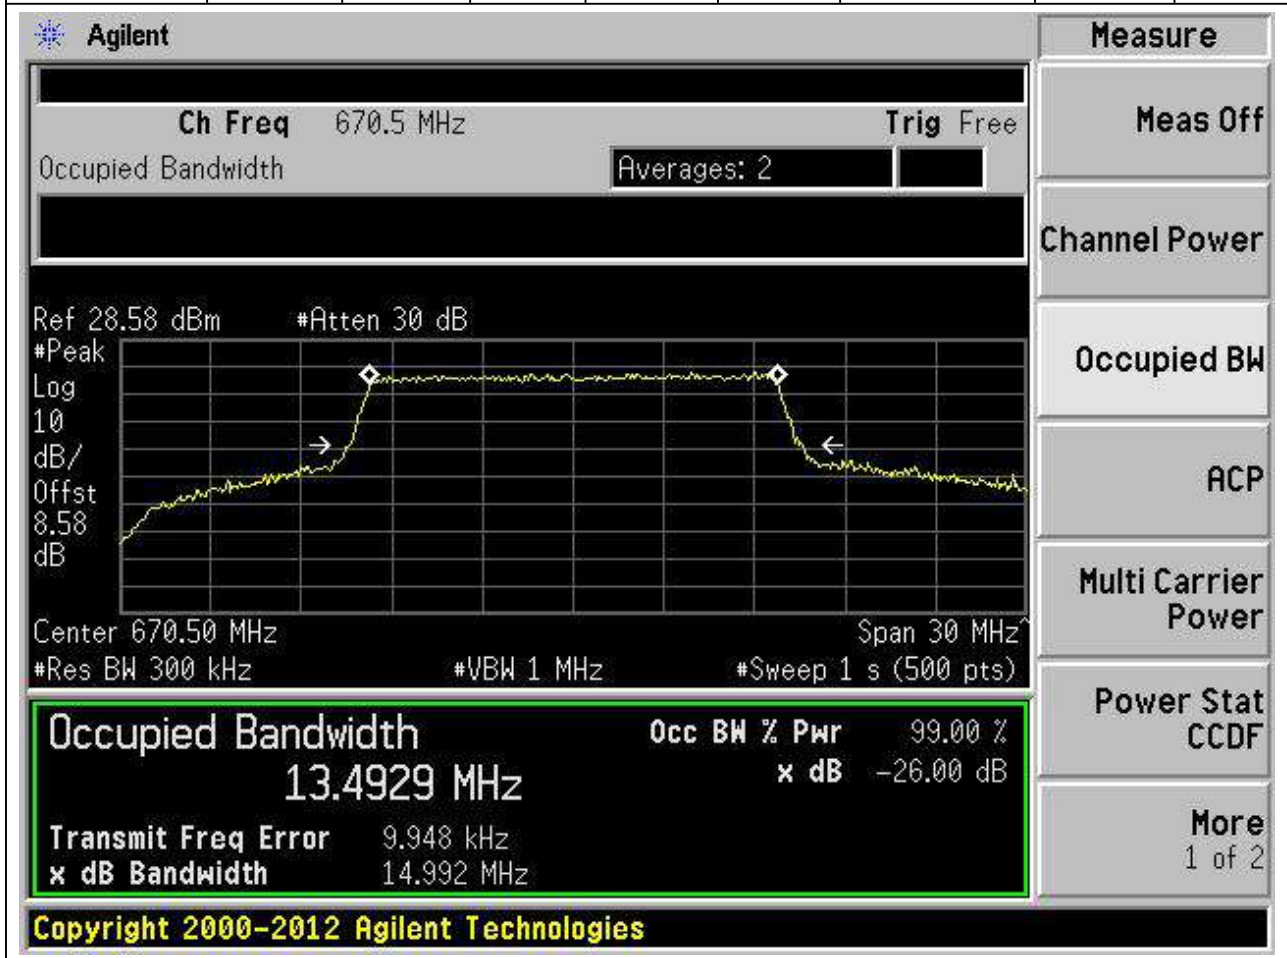 Agilent
Measure
Ch Freq 670.5 MHz Trig Free
Occupied Bandwidth Averages: 2
Meas Off
Channel Power
Occupied BW
ACP
Multi Carrier
Power
Power Stat
CCDF
More
1 of 2
Ref 28.58 dBm #Atten 30 dB
#Peak
Log
10
dB/
Offst
8.58
dB
Center 670.50 MHz Span 30 MHz^
#Res BW 300 kHz #VBW 1 MHz #Sweep 1 s (500 pts)
Occupied Bandwidth Occ BW % Pwr 99.00 %
13.4929 MHz x dB -26.00 dB
Transmit Freq Error 9.948 kHz
x dB Bandwidth 14.992 MHz
Copyright 2000-2012 Agilent Technologies